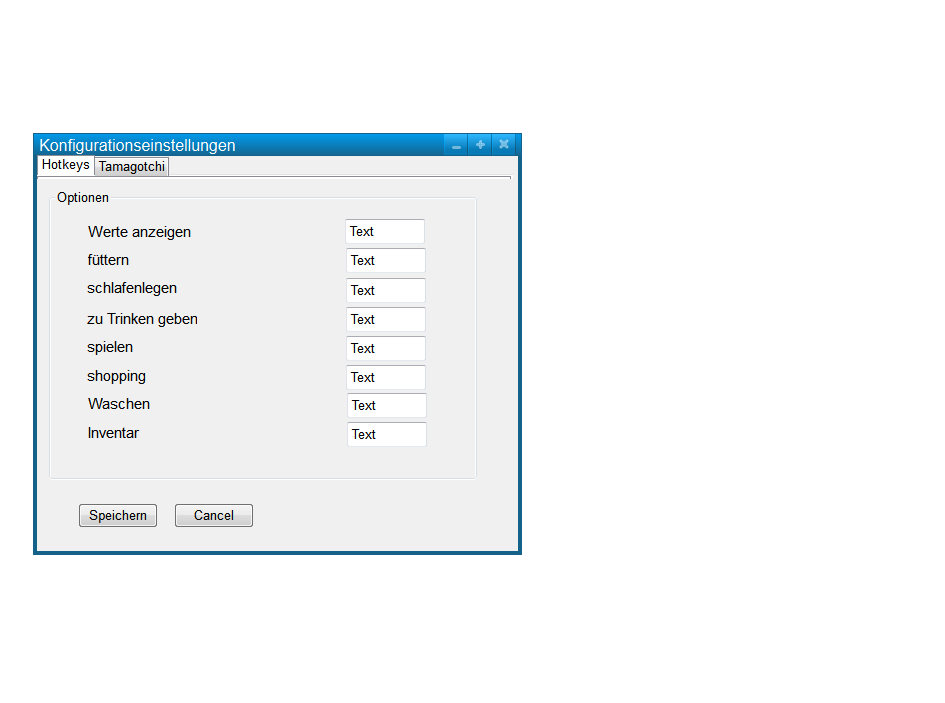 Konfigurationseinstellungen
Hotkeys Tamagotchi
Optionen
Werte anzeigen Text
füttern Text
schlafenlegen Text
zu Trinken geben Text
spielen Text
shopping Text
Waschen Text
Inventar Text
Speichern Cancel